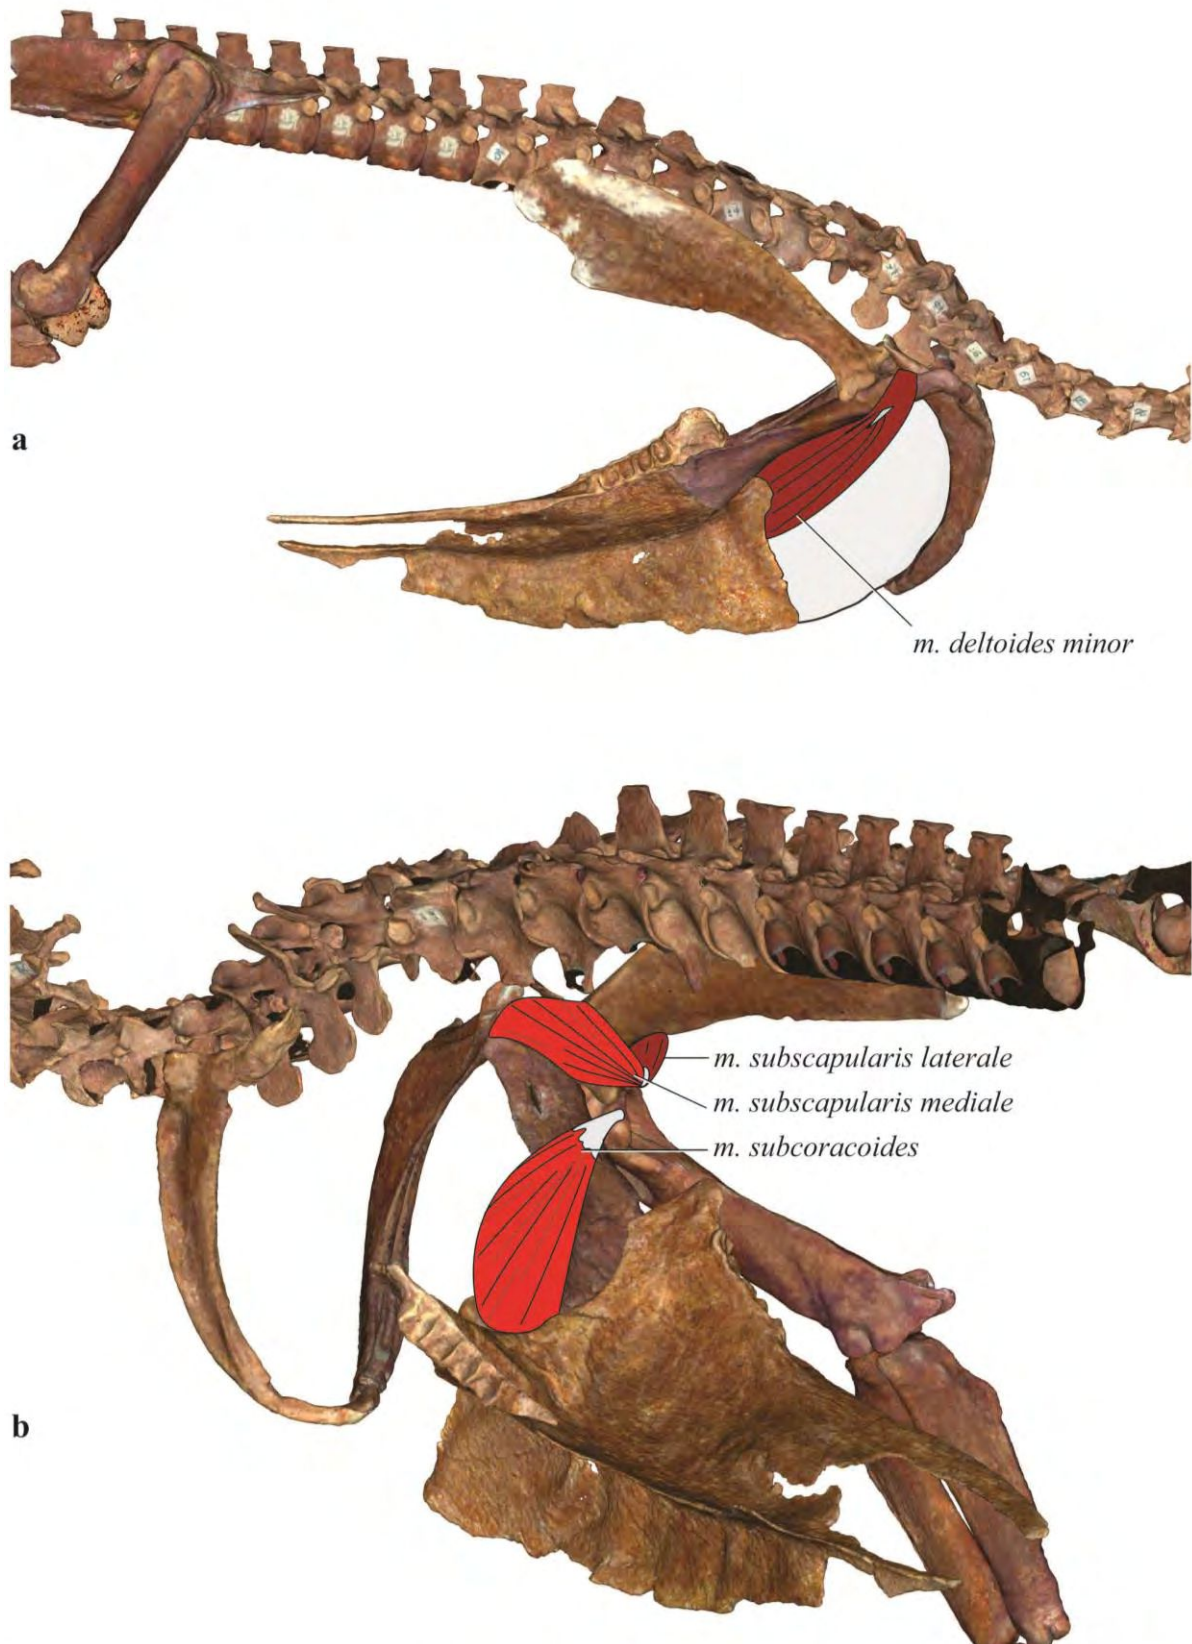 a
m. deltoides minor
m. subscapularis laterale
m. subscapularis mediale
m. subcoracoides
b